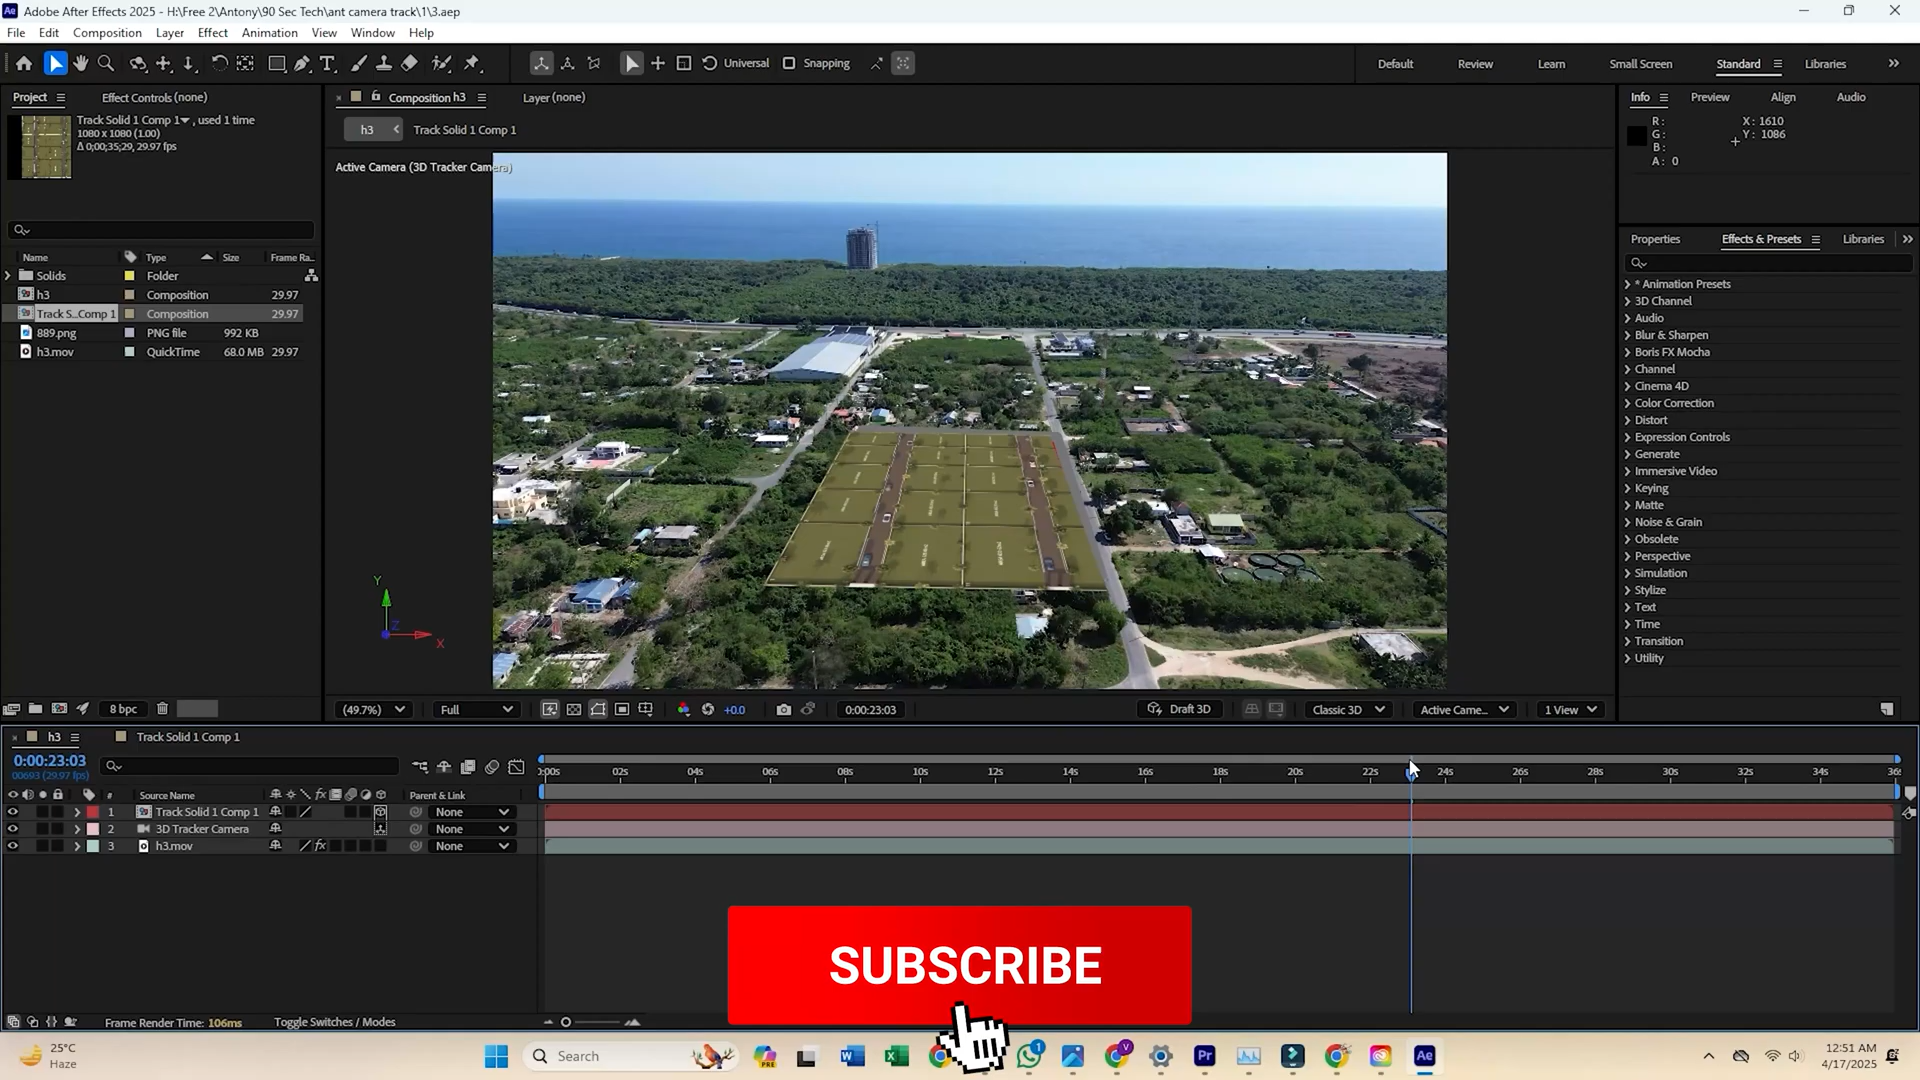 Adobe After Effects 2025 - H:\Free 2\Antony\90 Sec Tech\ant camera track\1\3.aep
File Edit Composition Layer Effect Animation View Window Help
Universal Snapping Default Review Learn Small Screen Standard Libraries
Project Effect Controls (none)
Composition h3 Layer (none)
Info Preview Align Audio
Track Solid 1 Comp 1, used 1 time
1080 x 1080 (1.00)
Δ 0;00;35;29, 29.97 fps
h3 Track Solid 1 Comp 1
R: X: 1610
G: Y: 1086
B:
A: 0
Active Camera (3D Tracker Camera)
Name Type Size Frame Ra...
Solids Folder
h3 Composition 29.97
Track S...Comp 1 Composition 29.97
889.png PNG file 992 KB
h3.mov QuickTime 68.0 MB 29.97
Y
Z
X
Properties Effects & Presets Libraries
* Animation Presets
3D Channel
Audio
Blur & Sharpen
Boris FX Mocha
Channel
Cinema 4D
Color Correction
Distort
Expression Controls
Generate
Immersive Video
Keying
Matte
Noise & Grain
Obsolete
Perspective
Simulation
Stylize
Text
Time
Transition
Utility
8 bpc
(49.7%) Full +0.0 0:00:23:03 Draft 3D Classic 3D Active Came... 1 View
h3 Track Solid 1 Comp 1
0:00:23:03
00693 (29.97 fps)
:00s 02s 04s 06s 08s 10s 12s 14s 16s 18s 20s 22s 24s 26s 28s 30s 32s 34s 36s
# Source Name fx Parent & Link
1 Track Solid 1 Comp 1 None
2 3D Tracker Camera None
3 h3.mov fx None
SUBSCRIBE
Frame Render Time: 106ms Toggle Switches / Modes
25°C
Haze
Search
PRE
1
V
Pr
Ae
12:51 AM
4/17/2025